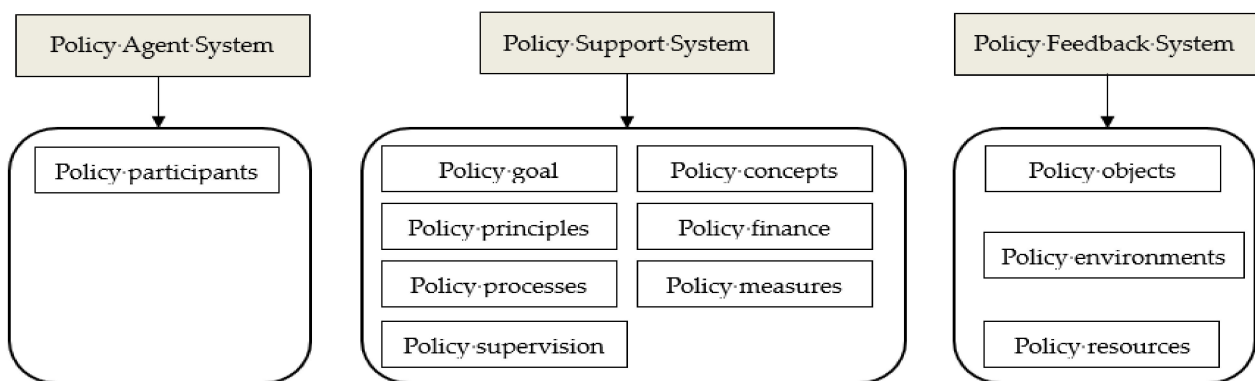 Policy·Agent·System
Policy·Support·System
Policy·Feedback·System
Policy·participants
Policy·goal
Policy·concepts
Policy·principles
Policy·finance
Policy·processes
Policy·measures
Policy·supervision
Policy·objects
Policy·environments
Policy·resources